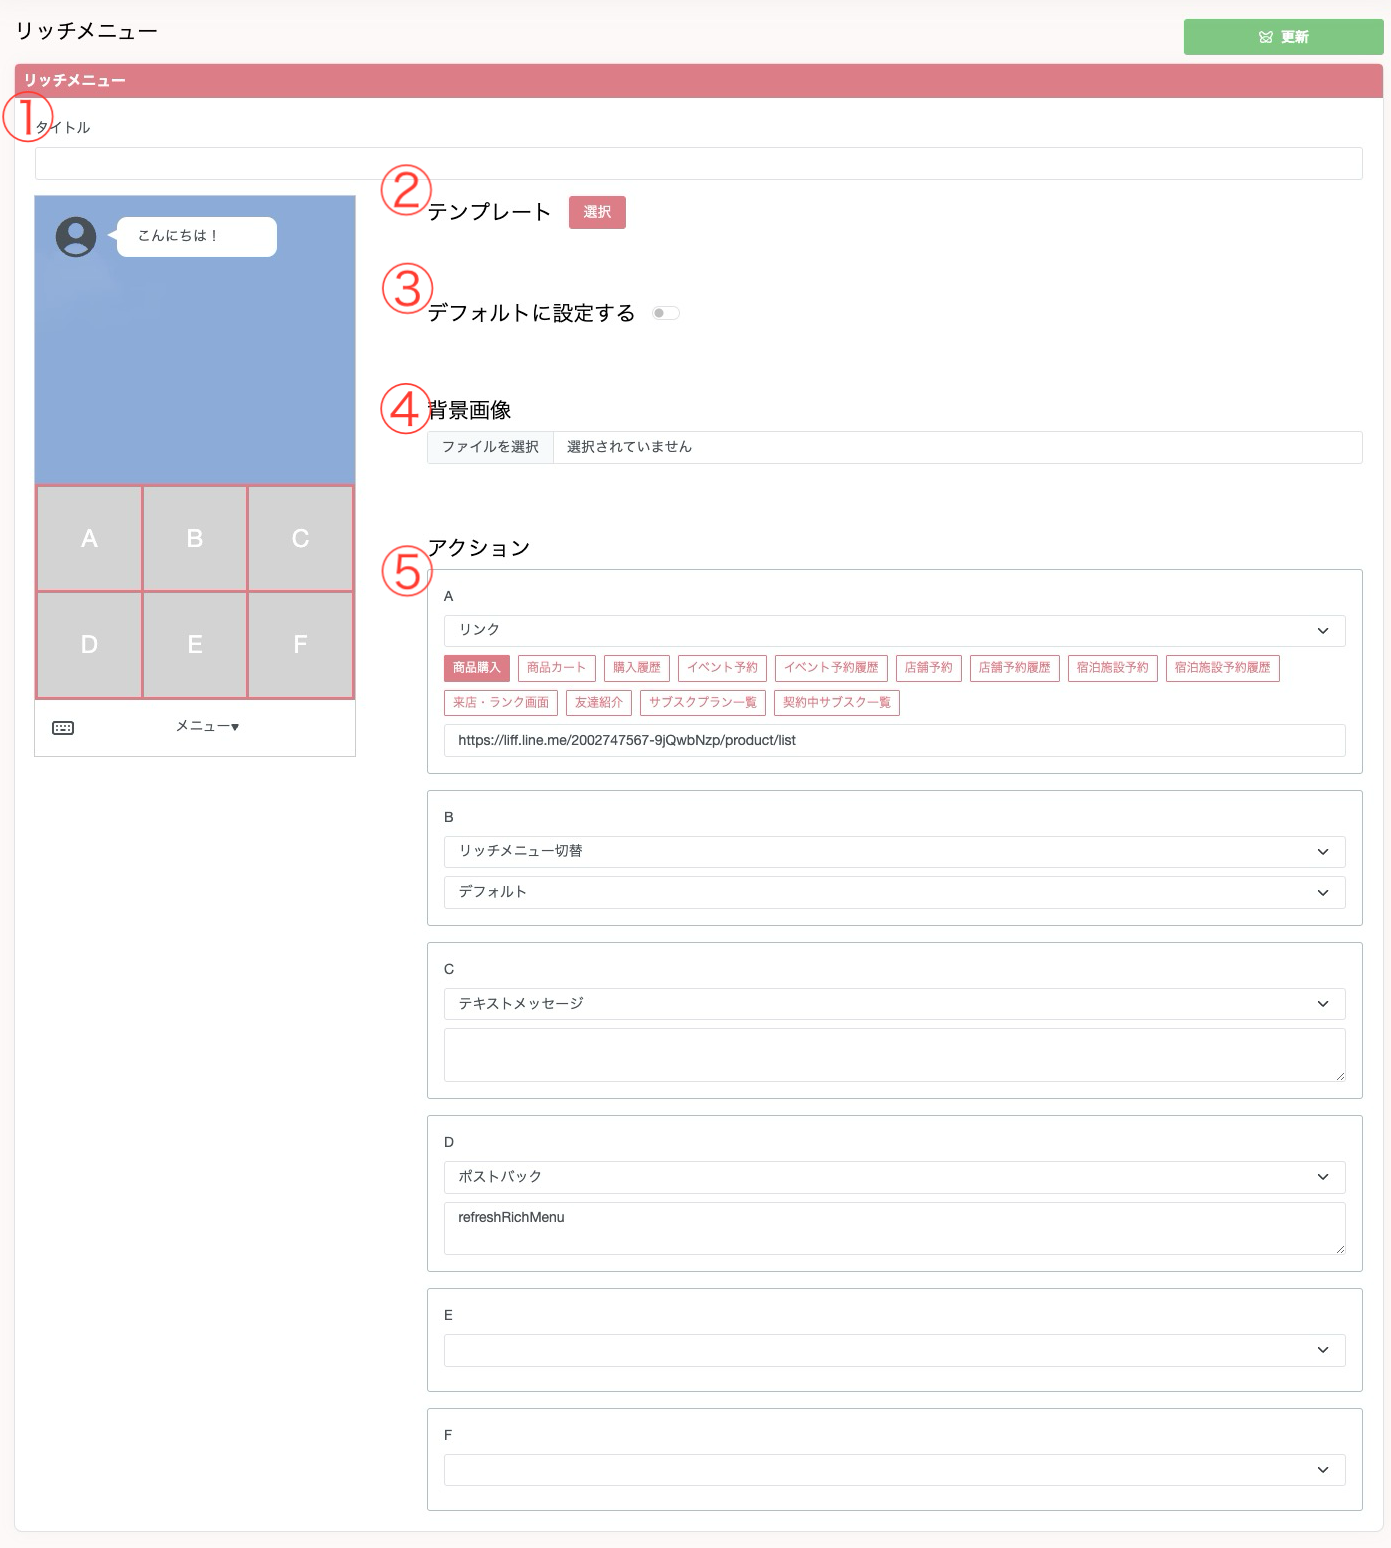 リッチメニュー
更新
リッチメニュー
①
タイトル
こんにちは！
A B C
D E F
メニュー▾
②
テンプレート 選択
③
デフォルトに設定する
④
背景画像
ファイルを選択 選択されていません
⑤
アクション
A
リンク
商品購入 商品カート 購入履歴 イベント予約 イベント予約履歴 店舗予約 店舗予約履歴 宿泊施設予約 宿泊施設予約履歴
来店・ランク画面 友達紹介 サブスクプラン一覧 契約中サブスク一覧
https://liff.line.me/2002747567-9jQwbNzp/product/list
B
リッチメニュー切替
デフォルト
C
テキストメッセージ
D
ポストバック
refreshRichMenu
E
F